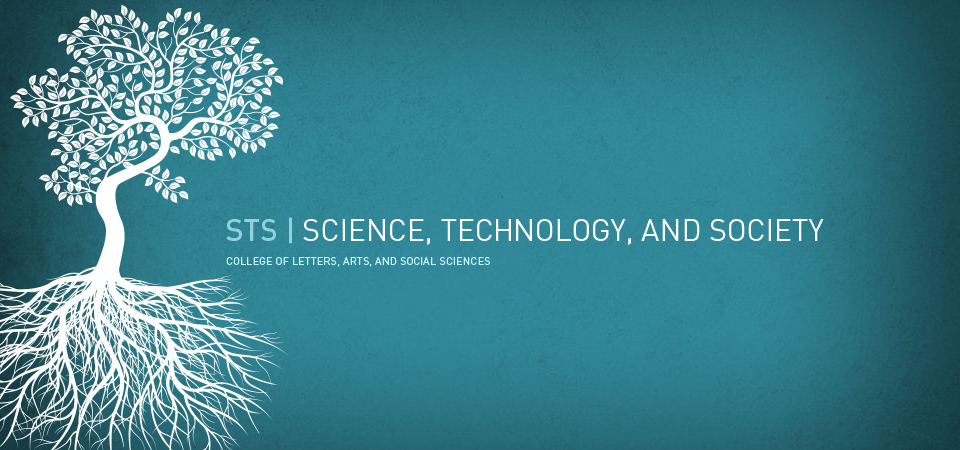 STS | SCIENCE, TECHNOLOGY, AND SOCIETY
COLLEGE OF LETTERS, ARTS, AND SOCIAL SCIENCES